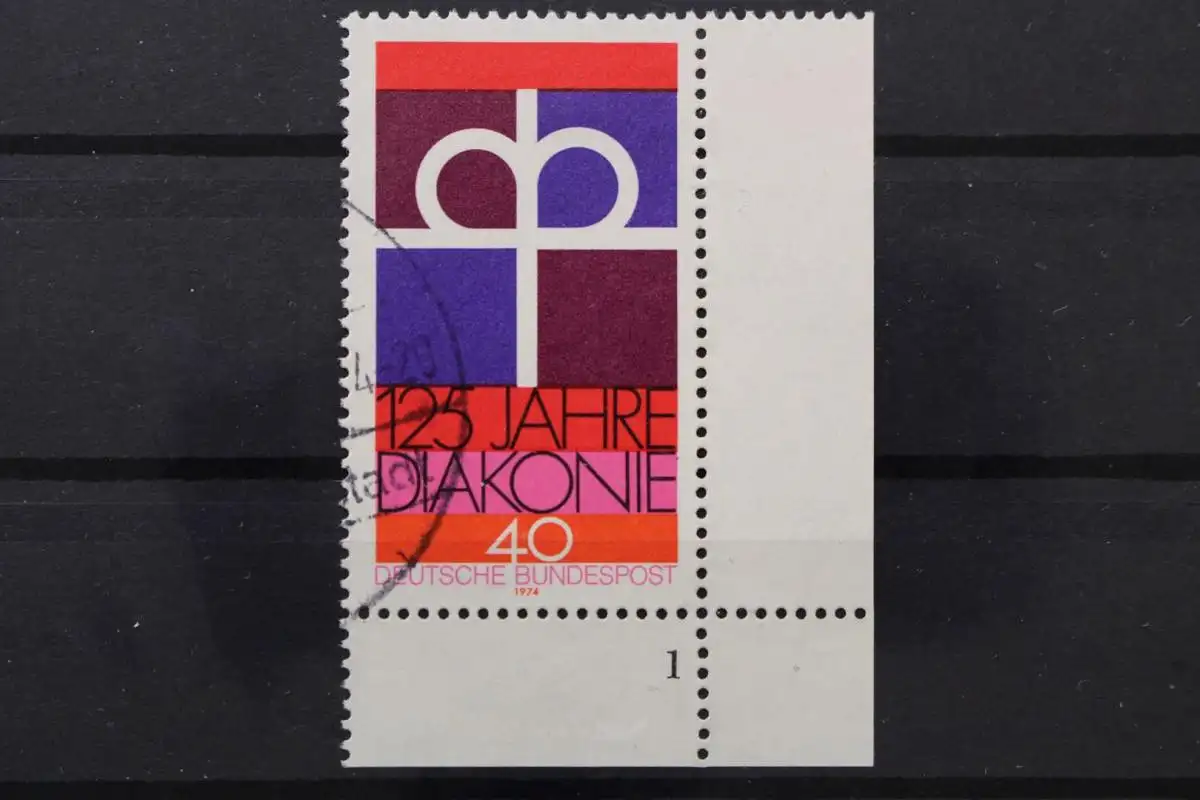 125 JAHRE
DIAKONIE
40
DEUTSCHE BUNDESPOST
1974
1